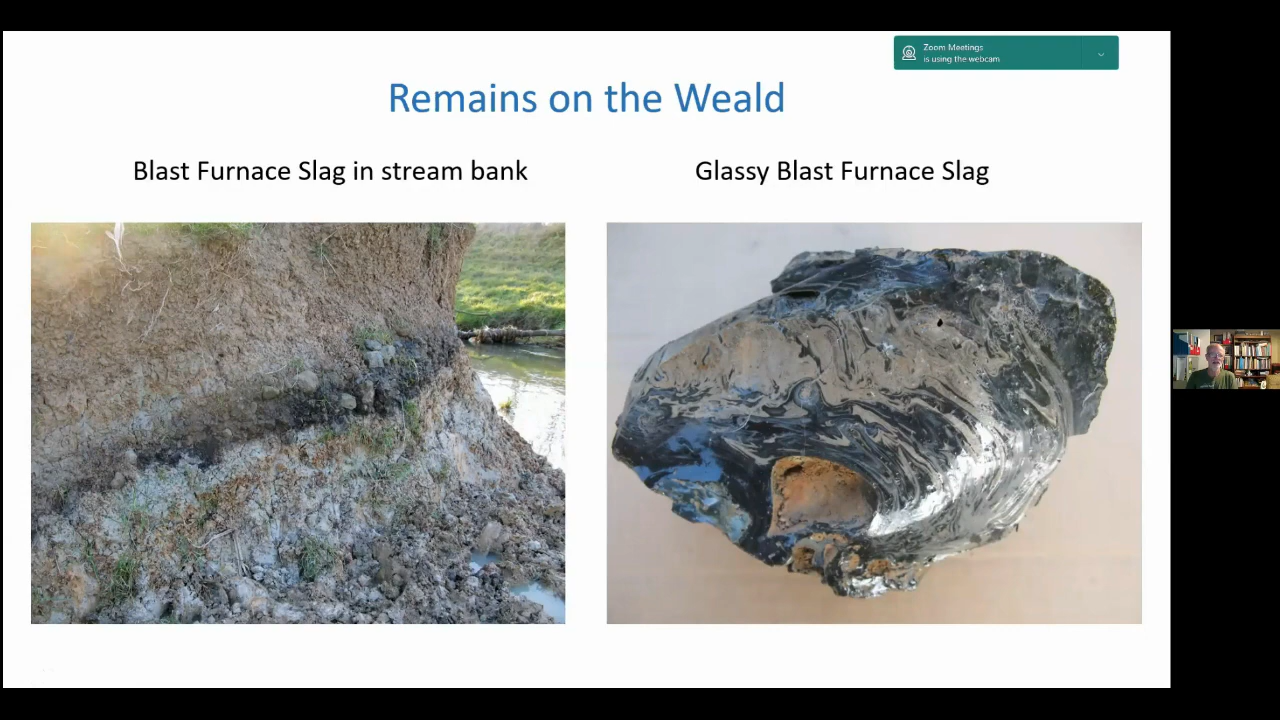 Zoom Meetings
is using the webcam
Remains on the Weald
Blast Furnace Slag in stream bank
Glassy Blast Furnace Slag